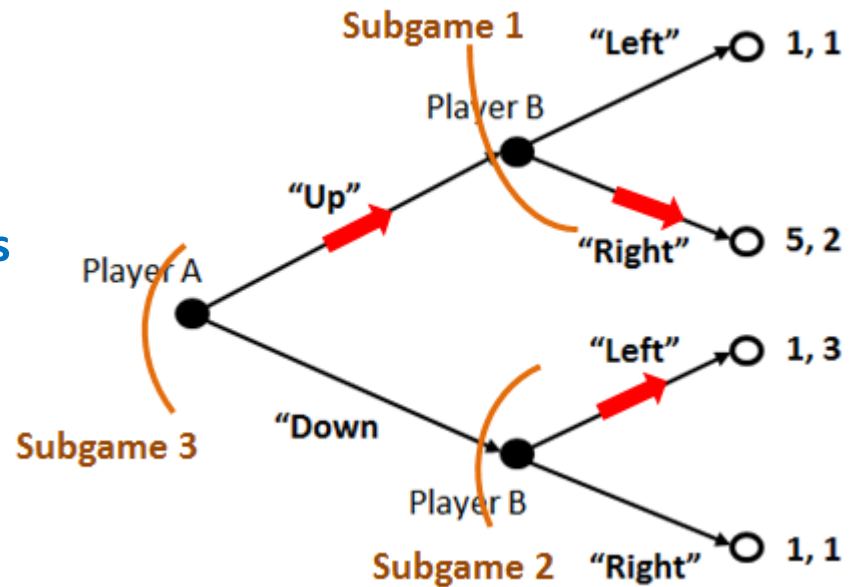 Subgame 1
“Left”
1, 1
Player B
“Up”
“Right”
5, 2
s
Player A
“Left”
1, 3
“Down
Subgame 3
Player B
“Right”
1, 1
Subgame 2